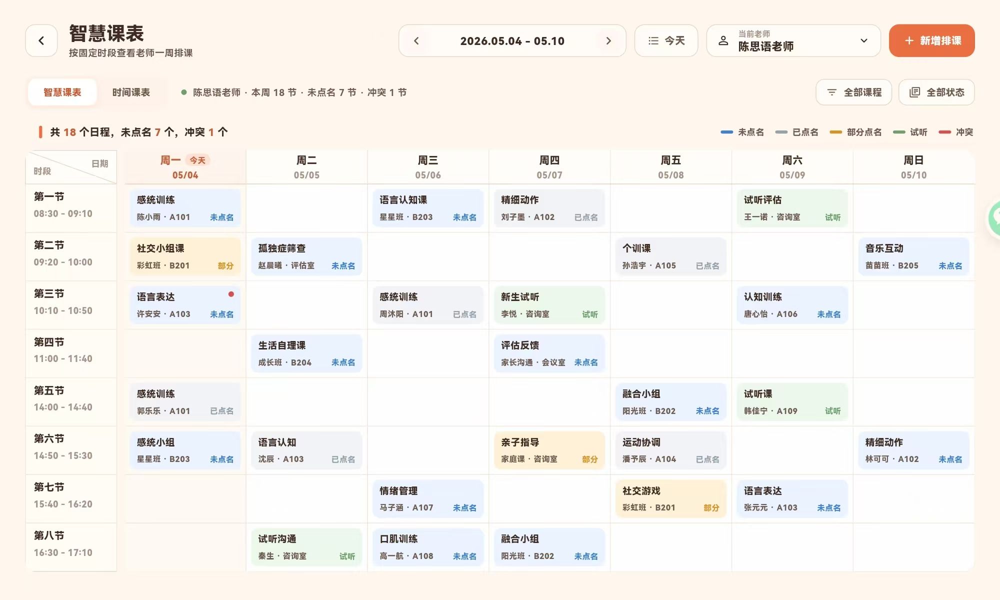 智慧课表
按固定时段查看老师一周排课
2026.05.04 - 05.10
今天
当前老师
陈思语老师
+ 新增排课
智慧课表
时间课表
陈思语老师 · 本周 18 节 · 未点名 7 节 · 冲突 1 节
全部课程
全部状态
共 18 个日程，未点名 7 个，冲突 1 个
未点名
已点名
部分点名
试听
冲突
日期
时段
周一 今天
05/04
周二
05/05
周三
05/06
周四
05/07
周五
05/08
周六
05/09
周日
05/10
第一节
08:30 - 09:10
感统训练
陈小雨 · A101 未点名
语言认知课
星星班 · B203 未点名
精细动作
刘子墨 · A102 已点名
试听评估
王一诺 · 咨询室 试听
第二节
09:20 - 10:00
社交小组课
彩虹班 · B201 部分
孤独症筛查
赵晨曦 · 评估室 未点名
个训课
孙浩宇 · A105 已点名
音乐互动
苗苗班 · B205 未点名
第三节
10:10 - 10:50
语言表达
许安安 · A103 未点名
感统训练
周沐阳 · A101 已点名
新生试听
李悦 · 咨询室 试听
认知训练
唐心怡 · A106 未点名
第四节
11:00 - 11:40
生活自理课
成长班 · B204 未点名
评估反馈
家长沟通 · 会议室 未点名
第五节
14:00 - 14:40
感统训练
郭乐乐 · A101 已点名
融合小组
阳光班 · B202 未点名
试听课
韩佳宁 · A109 试听
第六节
14:50 - 15:30
感统小组
星星班 · B203 未点名
语言认知
沈辰 · A103 已点名
亲子指导
家庭课 · 咨询室 部分
运动协调
潘予辰 · A104 已点名
精细动作
林可可 · A102 未点名
第七节
15:40 - 16:20
情绪管理
马子涵 · A107 未点名
社交游戏
彩虹班 · B201 部分
语言表达
张元元 · A103 未点名
第八节
16:30 - 17:10
试听沟通
秦生 · 咨询室 试听
口肌训练
高一航 · A108 未点名
融合小组
阳光班 · B202 未点名